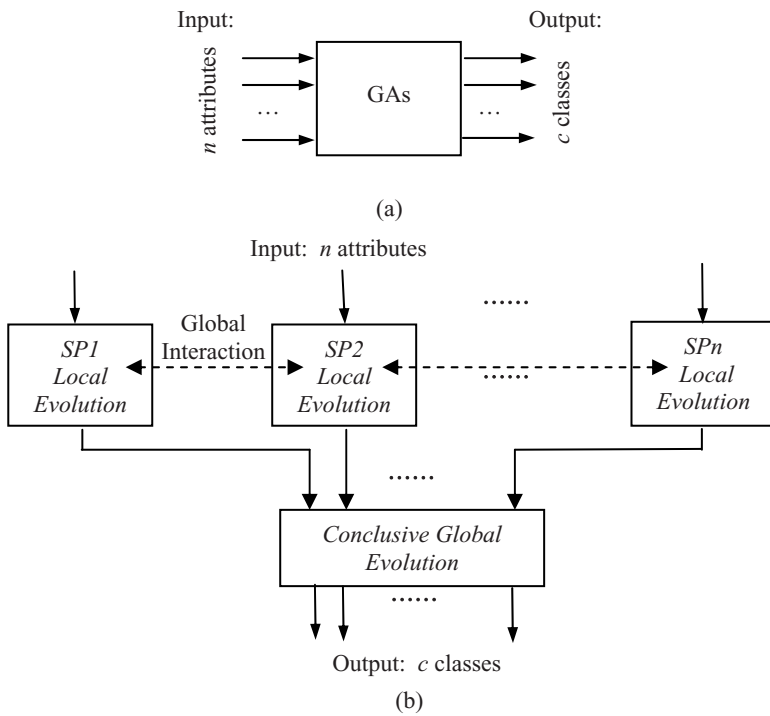 Input:
Output:
n attributes
GAs
c classes
…
…
(a)
Input: n attributes
……
Global
Interaction
SP1
Local
Evolution
SP2
Local
Evolution
……
SPn
Local
Evolution
……
Conclusive Global
Evolution
……
Output: c classes
(b)